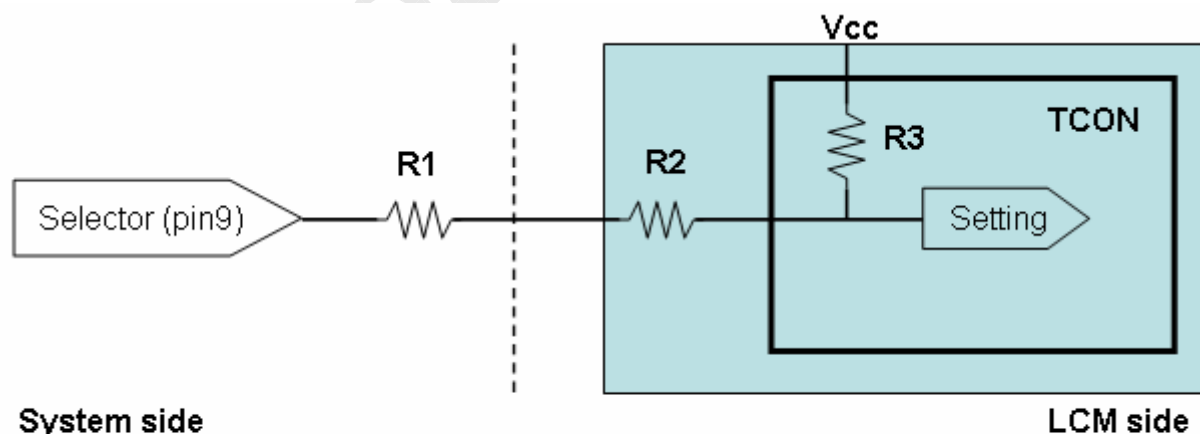 Vcc
TCON
R3
R1
R2
Selector (pin9)
Setting
System side
LCM side